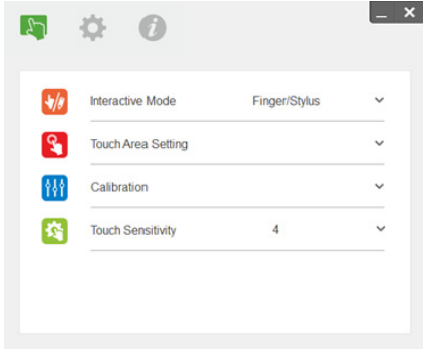 Interactive Mode Finger/Stylus
Touch Area Setting
Calibration
Touch Sensitivity 4